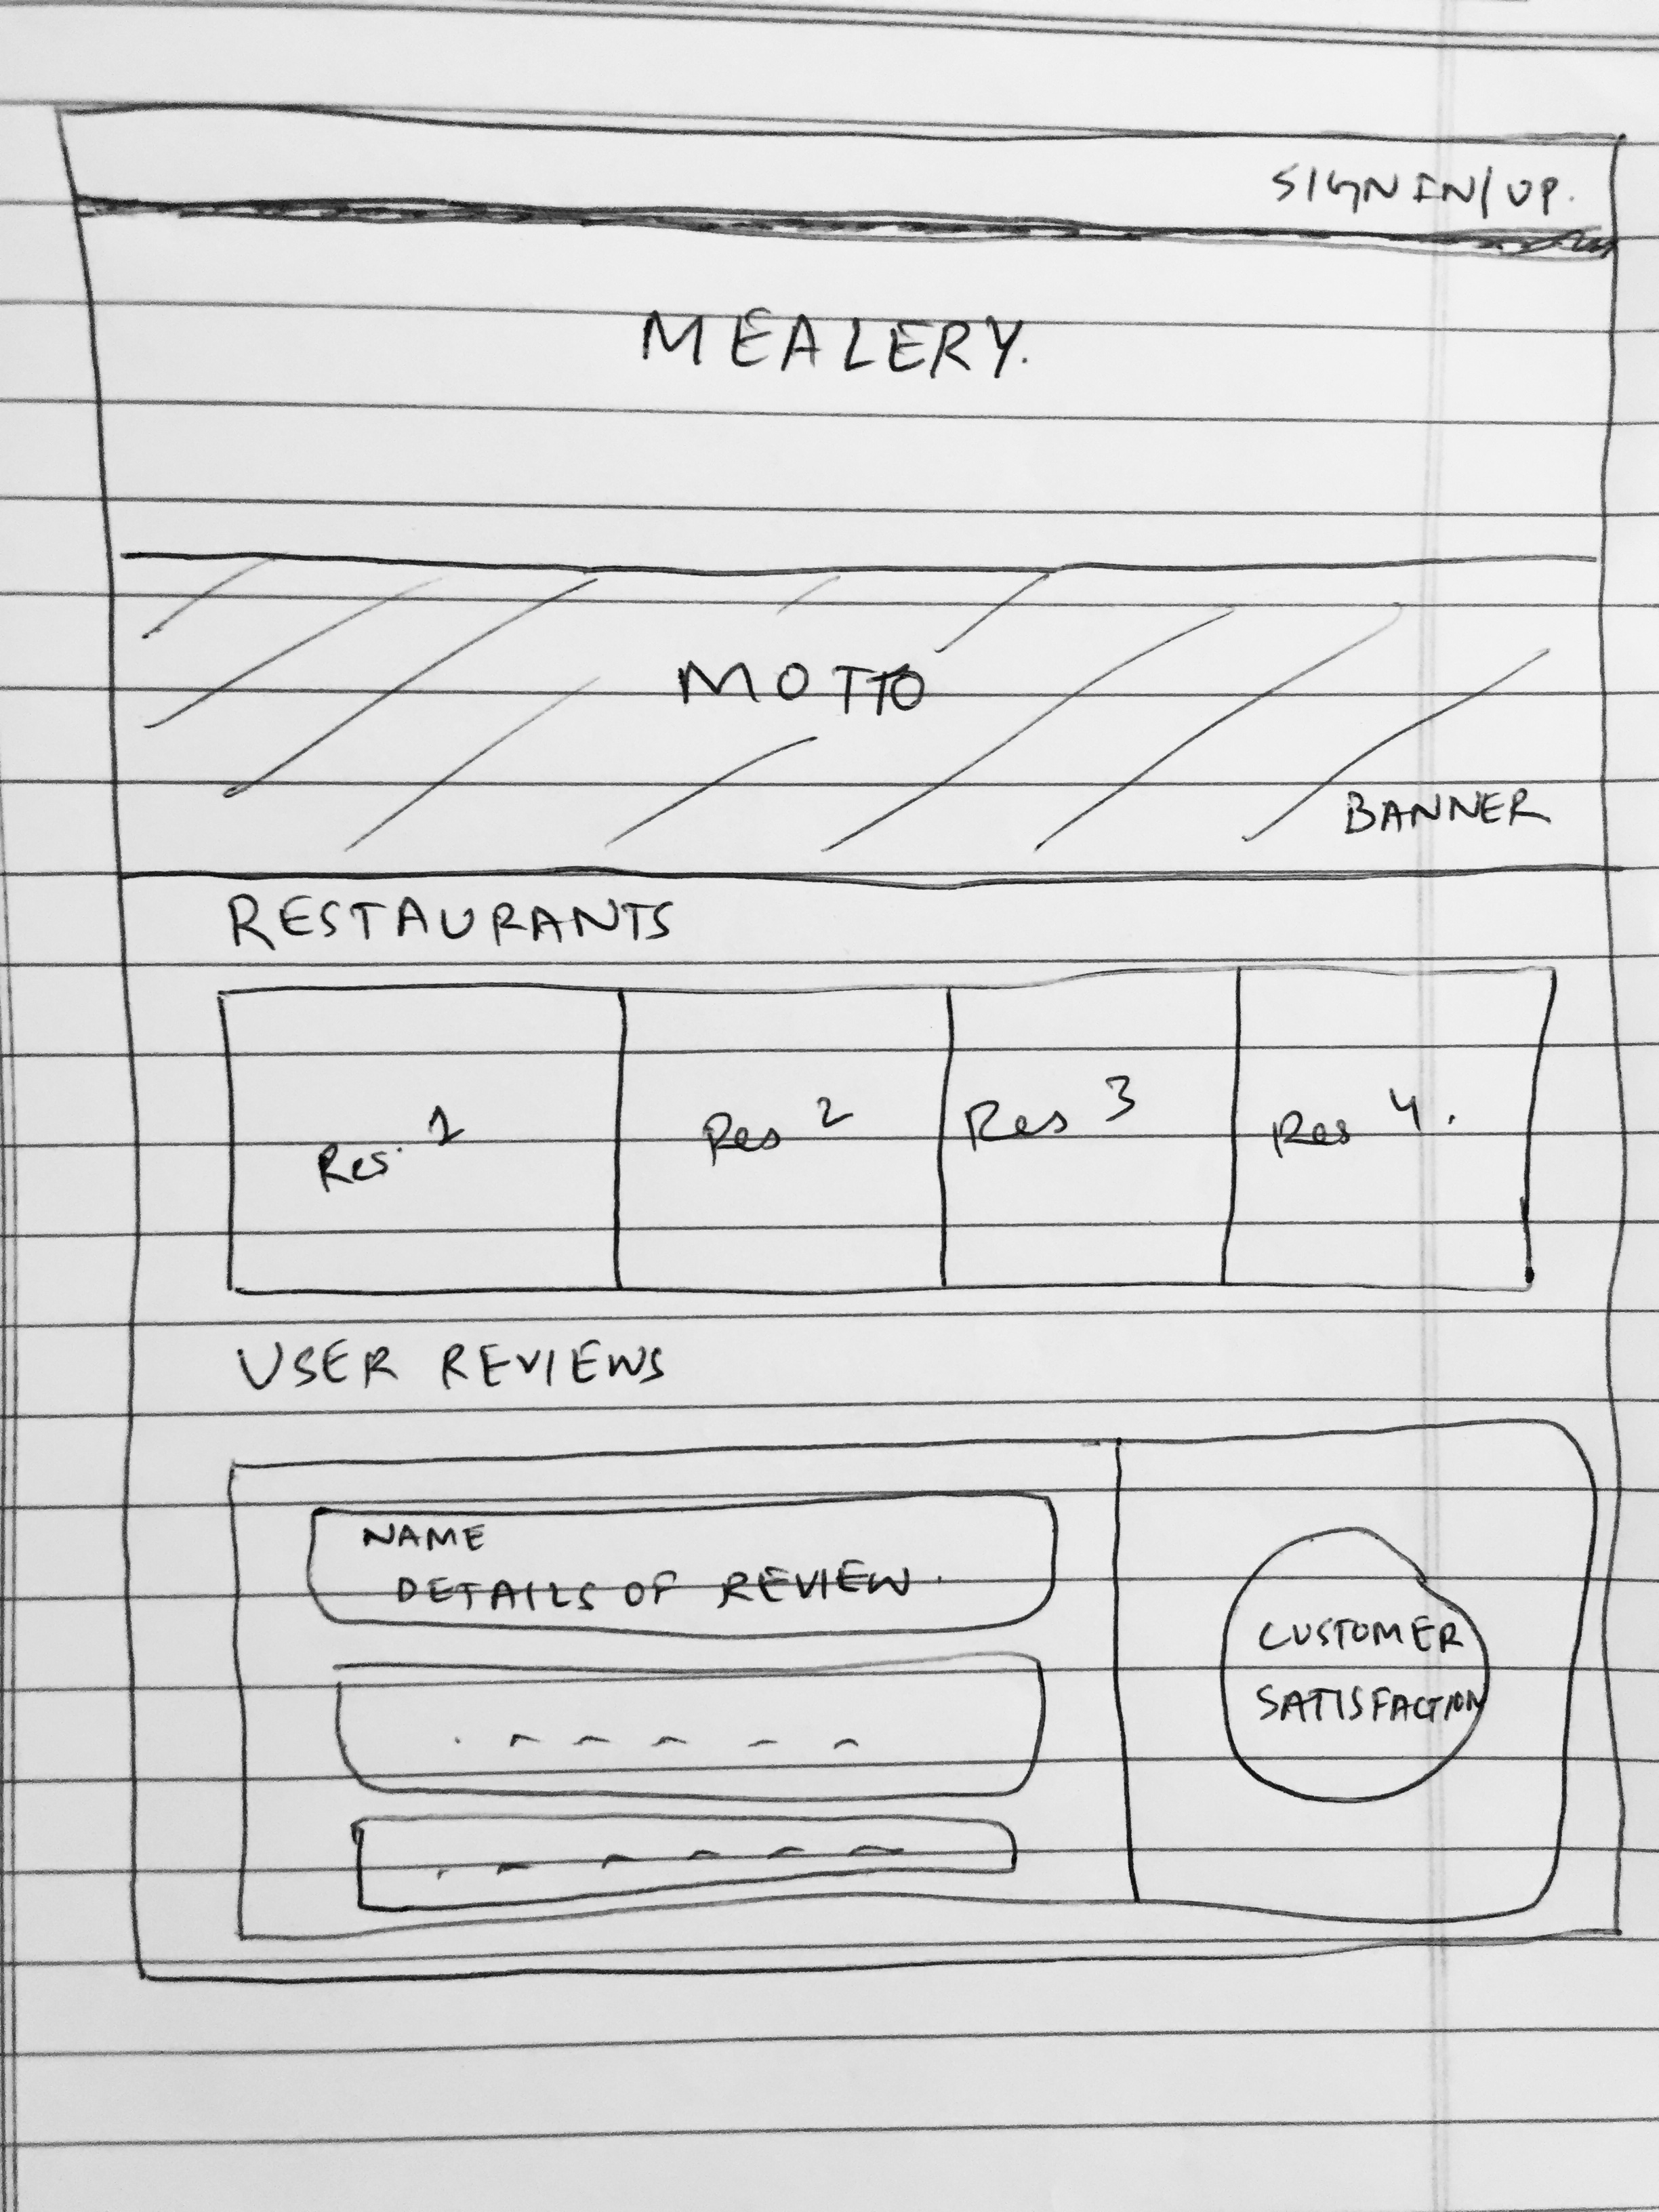 SIGN IN/UP.
MEALERY.
MOTTO
BANNER
RESTAURANTS
Res. 1
Res 2
Res 3
Res 4.
USER REVIEWS
NAME
DETAILS OF REVIEW.
CUSTOMER
SATISFACTION